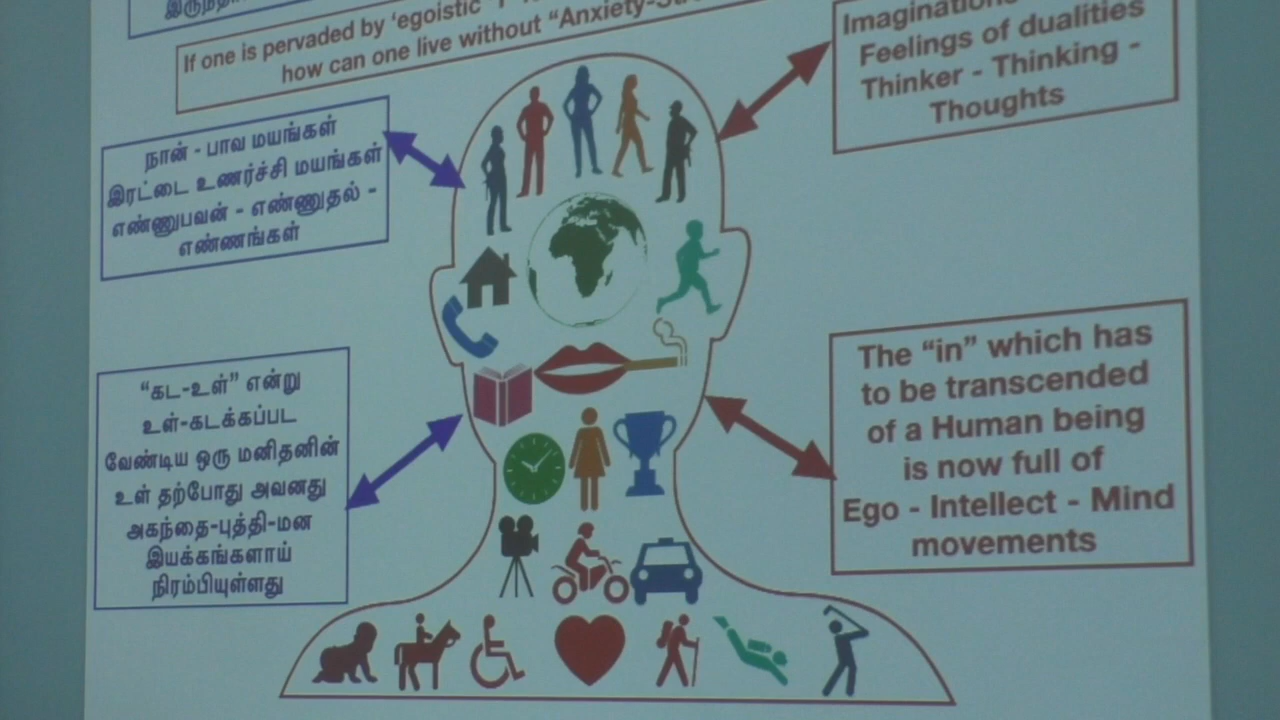 If one is pervaded by ‘egoistic
how can one live without “Anxiety-
Imaginations
Feelings of dualities
Thinker - Thinking -
Thoughts
நான் - பாவ மயங்கள்
இரட்டை உணர்ச்சி மயங்கள்
எண்ணுபவன் - எண்ணுதல் -
எண்ணங்கள்
“கட-உள்” என்று
உள்-கடக்கப்பட
வேண்டிய ஒரு மனிதனின்
உள் தற்போது அவனது
அகந்தை-புத்தி-மன
இயக்கங்களாய்
நிரம்பியுள்ளது
The “in” which has
to be transcended
of a Human being
is now full of
Ego - Intellect - Mind
movements